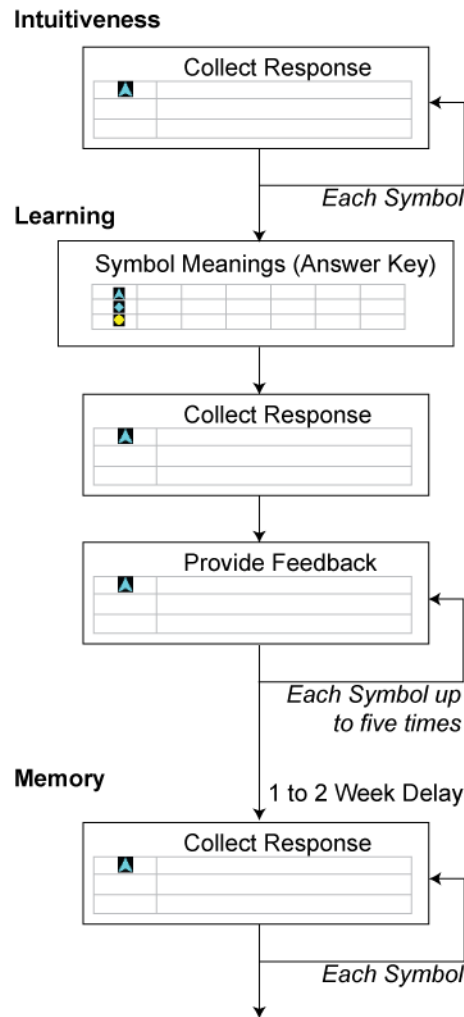 Intuitiveness
Collect Response
Each Symbol
Learning
Symbol Meanings (Answer Key)
Collect Response
Provide Feedback
Each Symbol up
to five times
Memory
1 to 2 Week Delay
Collect Response
Each Symbol